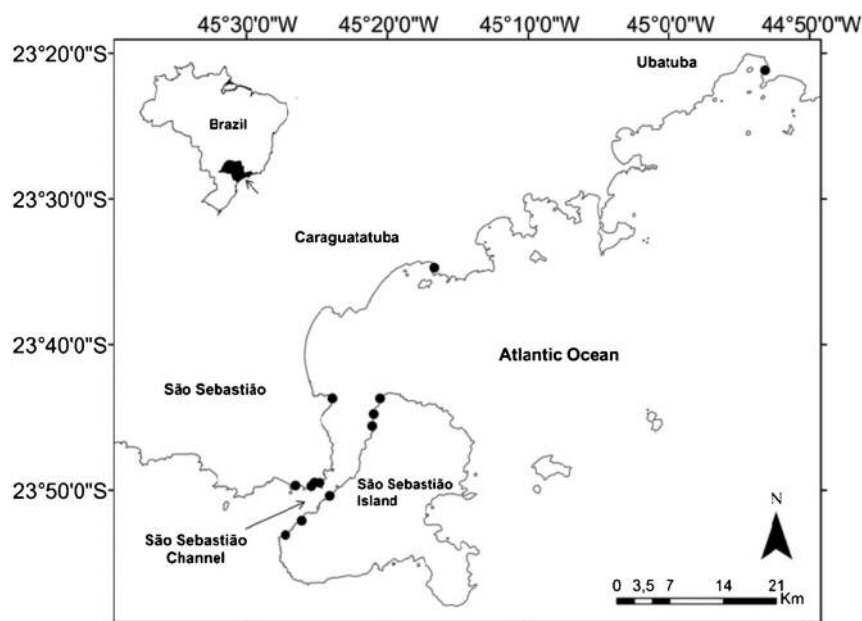 45°30'0"W 45°20'0"W 45°10'0"W 45°0'0"W 44°50'0"W
23°20'0"S
Ubatuba
Brazil
23°30'0"S
Caraguatatuba
23°40'0"S
Atlantic Ocean
São Sebastião
São Sebastião
Island
23°50'0"S
São Sebastião
Channel
N
0 3,5 7 14 21
Km